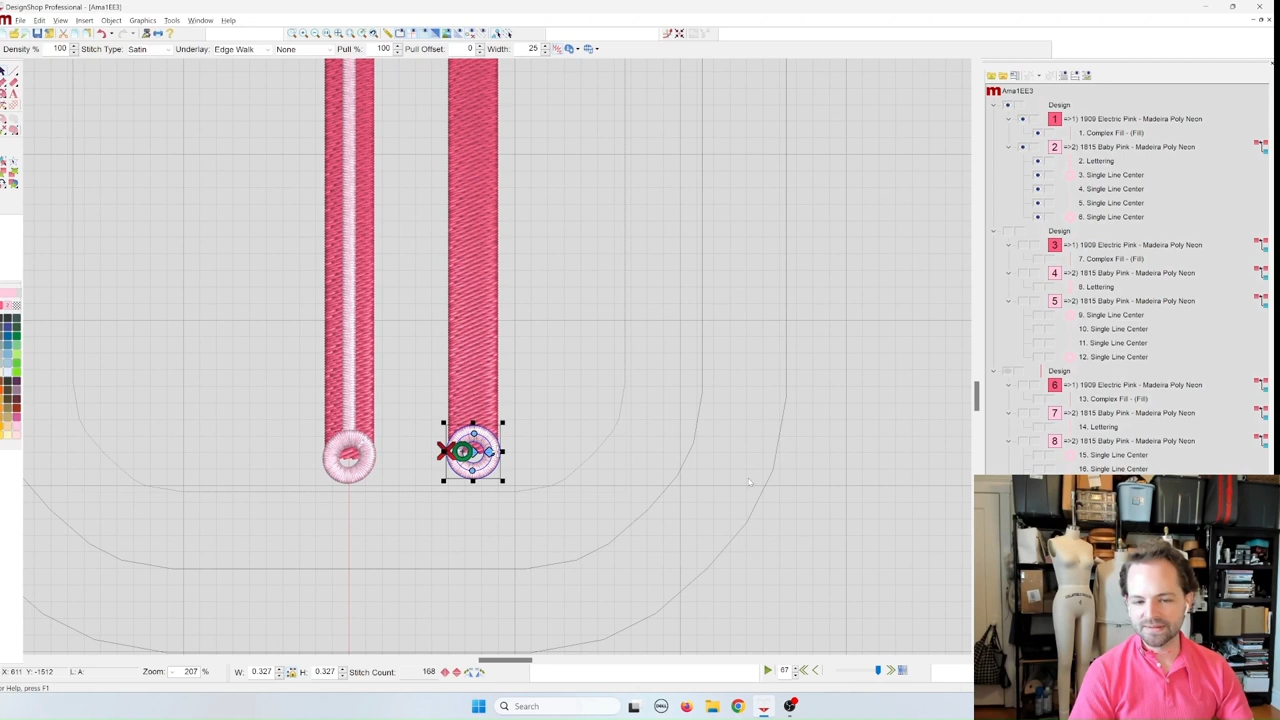 DesignShop Professional - [Ama1EE3]
File Edit View Insert Object Graphics Tools Window Help
Density % 100 Stitch Type: Satin Underlay: Edge Walk None Pull %: 100 Pull Offset: 0 Width: 25
Ama1EE3
Design
1 =>1) 1909 Electric Pink - Madeira Poly Neon
1. Complex Fill - (Fill)
2 =>2) 1815 Baby Pink - Madeira Poly Neon
2. Lettering
3. Single Line Center
4. Single Line Center
5. Single Line Center
6. Single Line Center
Design
3 =>1) 1909 Electric Pink - Madeira Poly Neon
7. Complex Fill - (Fill)
4 =>2) 1815 Baby Pink - Madeira Poly Neon
8. Lettering
5 =>2) 1815 Baby Pink - Madeira Poly Neon
9. Single Line Center
10. Single Line Center
11. Single Line Center
12. Single Line Center
Design
6 =>1) 1909 Electric Pink - Madeira Poly Neon
13. Complex Fill - (Fill)
7 =>2) 1815 Baby Pink - Madeira Poly Neon
14. Lettering
8 =>2) 1815 Baby Pink - Madeira Poly Neon
15. Single Line Center
16. Single Line Center
X: 611 Y: -1512 L: A: Zoom: 207 W: 0.327 H: 0.327 Stitch Count: 168 67
or Help, press F1
Search
DELL